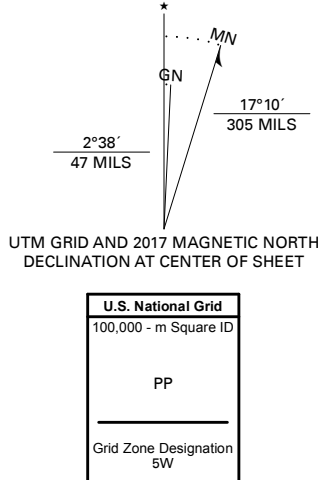 ★
MN
GN
17°10´
305 MILS
2°38´
47 MILS
UTM GRID AND 2017 MAGNETIC NORTH
DECLINATION AT CENTER OF SHEET
U.S. National Grid
100,000 - m Square ID
PP
Grid Zone Designation
5W